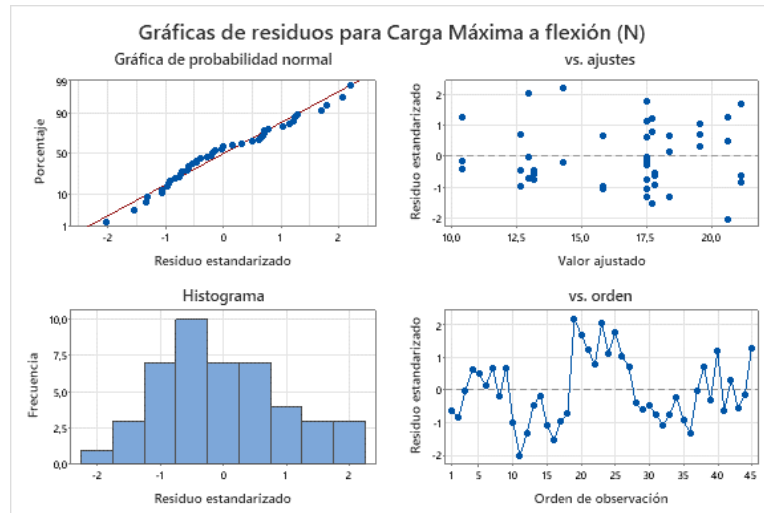 Gráficas de residuos para Carga Máxima a flexión (N)
Gráfica de probabilidad normal
vs. ajustes
Porcentaje
99
90
50
10
1
-2 -1 0 1 2
Residuo estandarizado
Residuo estandarizado
2
1
0
-1
-2
10,0 12,5 15,0 17,5 20,0
Valor ajustado
Histograma
vs. orden
Frecuencia
10,0
7,5
5,0
2,5
0,0
-2 -1 0 1 2
Residuo estandarizado
Residuo estandarizado
2
1
0
-1
-2
1 5 10 15 20 25 30 35 40 45
Orden de observación